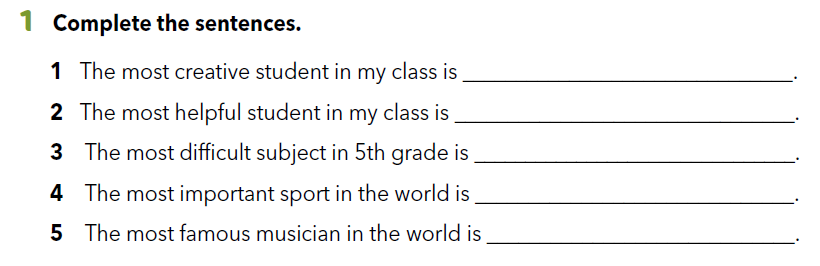 1 Complete the sentences.
1 The most creative student in my class is ______________________________.
2 The most helpful student in my class is ______________________________.
3 The most difficult subject in 5th grade is ______________________________.
4 The most important sport in the world is ______________________________.
5 The most famous musician in the world is ______________________________.